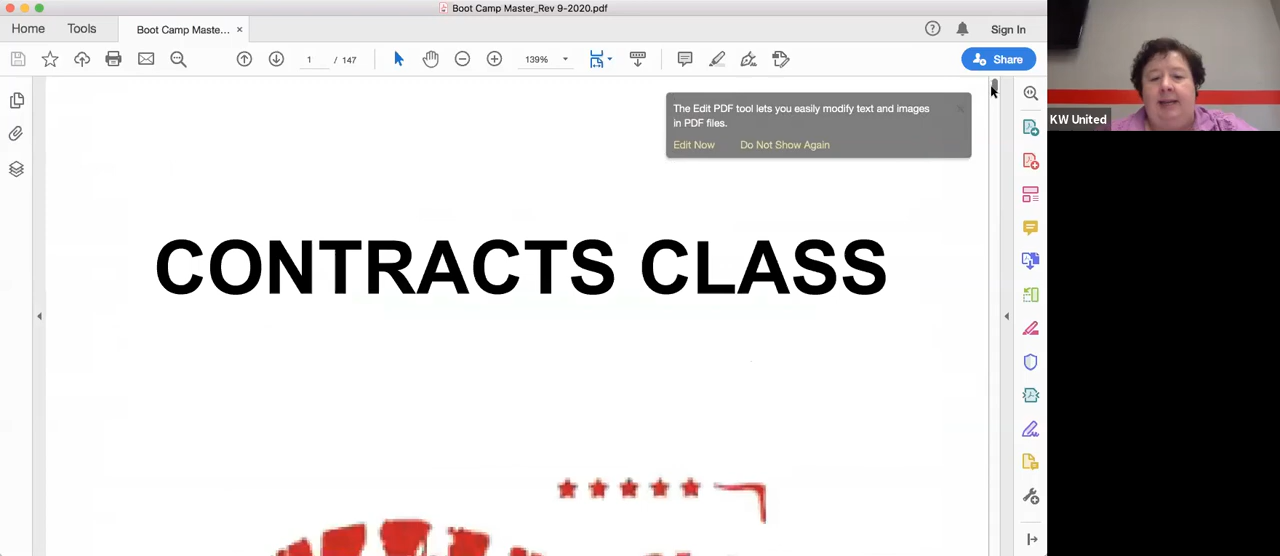 Boot Camp Master_Rev 9-2020.pdf
Home
Tools
Boot Camp Maste...
Sign In
1 / 147
139%
Share
The Edit PDF tool lets you easily modify text and images
in PDF files.
Edit Now
Do Not Show Again
KW United
CONTRACTS CLASS